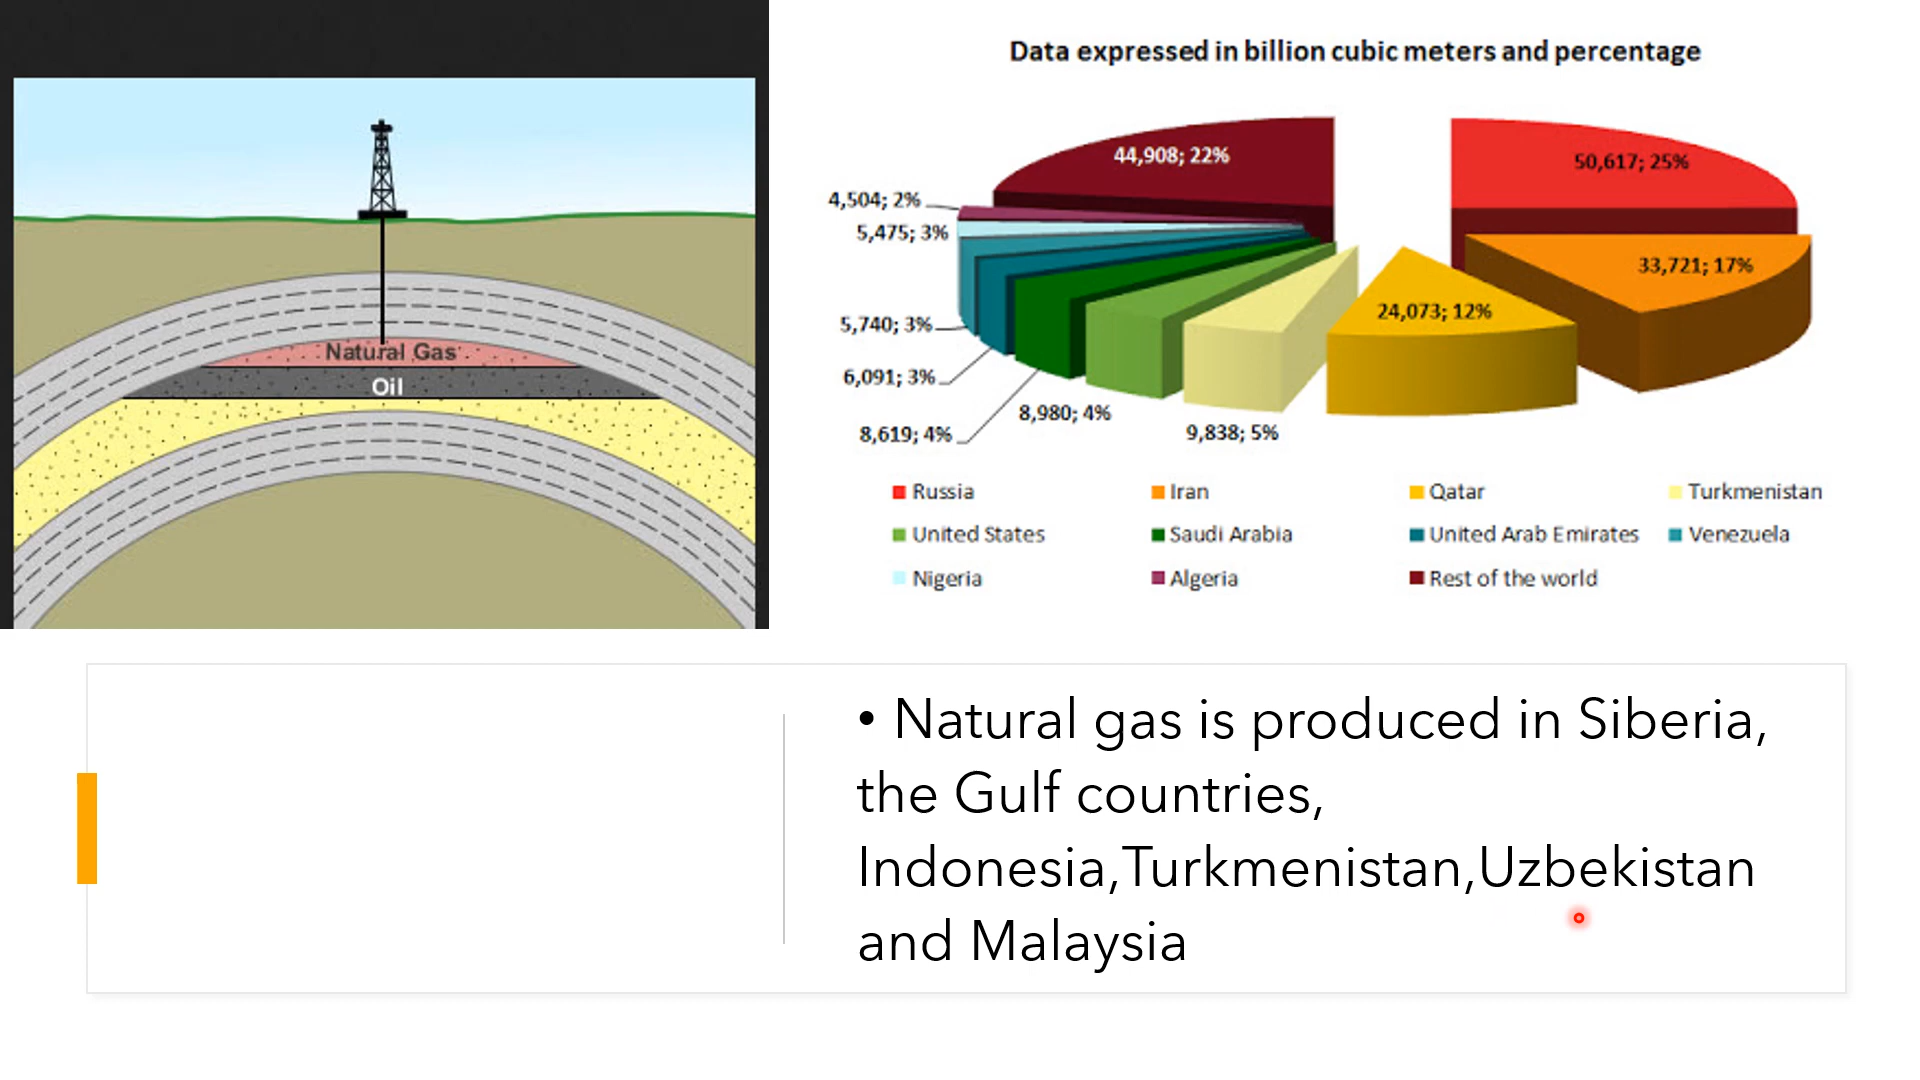 Natural Gas
Oil
Data expressed in billion cubic meters and percentage
44,908; 22%
50,617; 25%
4,504; 2%
5,475; 3%
33,721; 17%
24,073; 12%
5,740; 3%
6,091; 3%
8,980; 4%
8,619; 4%
9,838; 5%
Russia Iran Qatar Turkmenistan
United States Saudi Arabia United Arab Emirates Venezuela
Nigeria Algeria Rest of the world
• Natural gas is produced in Siberia,
the Gulf countries,
Indonesia,Turkmenistan,Uzbekistan
and Malaysia